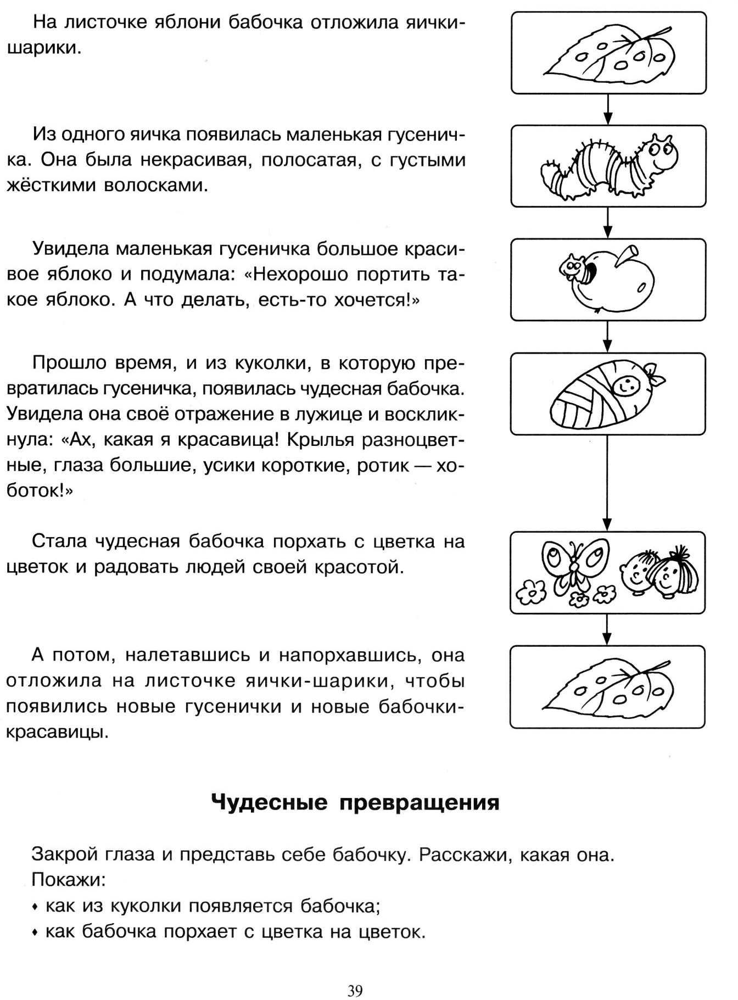 На листочке яблони бабочка отложила яички-
шарики.
Из одного яичка появилась маленькая гусенич-
ка. Она была некрасивая, полосатая, с густыми
жёсткими волосками.
Увидела маленькая гусеничка большое краси-
вое яблоко и подумала: «Нехорошо портить та-
кое яблоко. А что делать, есть-то хочется!»
Прошло время, и из куколки, в которую пре-
вратилась гусеничка, появилась чудесная бабочка.
Увидела она своё отражение в лужице и восклик-
нула: «Ах, какая я красавица! Крылья разноцвет-
ные, глаза большие, усики короткие, ротик — хо-
боток!»
Стала чудесная бабочка порхать с цветка на
цветок и радовать людей своей красотой.
А потом, налетавшись и напорхавшись, она
отложила на листочке яички-шарики, чтобы
появились новые гусенички и новые бабочки-
красавицы.
Чудесные превращения
Закрой глаза и представь себе бабочку. Расскажи, какая она.
Покажи:
♦ как из куколки появляется бабочка;
♦ как бабочка порхает с цветка на цветок.
39